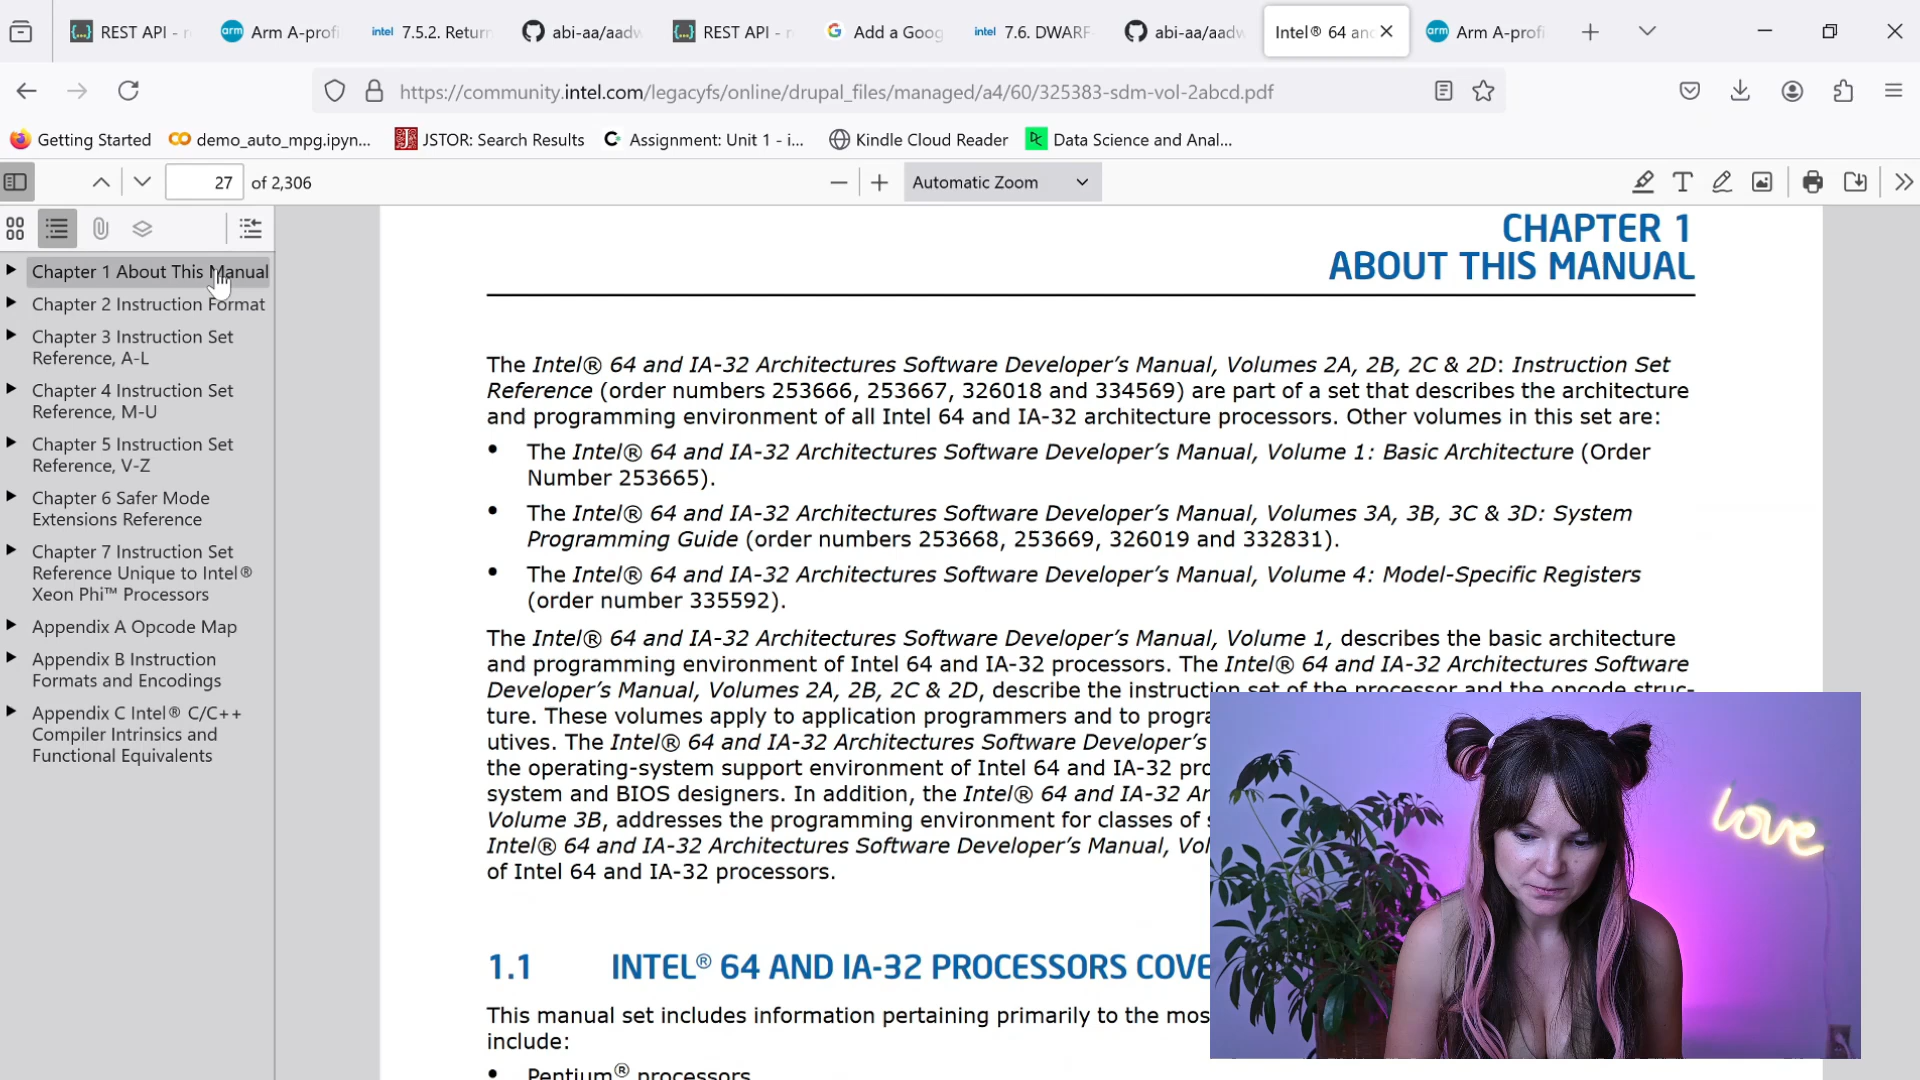 REST API - n
Arm A-profi
intel 7.5.2. Return
abi-aa/aadw
REST API - n
Add a Goog
intel 7.6. DWARF
abi-aa/aadw
Intel® 64 anc
Arm A-profi
https://community.intel.com/legacyfs/online/drupal_files/managed/a4/60/325383-sdm-vol-2abcd.pdf
Getting Started
demo_auto_mpg.ipyn...
JSTOR: Search Results
Assignment: Unit 1 - i...
Kindle Cloud Reader
Data Science and Anal...
27 of 2,306
Automatic Zoom
Chapter 1 About This Manual
Chapter 2 Instruction Format
Chapter 3 Instruction Set
Reference, A-L
Chapter 4 Instruction Set
Reference, M-U
Chapter 5 Instruction Set
Reference, V-Z
Chapter 6 Safer Mode
Extensions Reference
Chapter 7 Instruction Set
Reference Unique to Intel®
Xeon Phi™ Processors
Appendix A Opcode Map
Appendix B Instruction
Formats and Encodings
Appendix C Intel® C/C++
Compiler Intrinsics and
Functional Equivalents
CHAPTER 1
ABOUT THIS MANUAL
The Intel® 64 and IA-32 Architectures Software Developer's Manual, Volumes 2A, 2B, 2C & 2D: Instruction Set
Reference (order numbers 253666, 253667, 326018 and 334569) are part of a set that describes the architecture
and programming environment of all Intel 64 and IA-32 architecture processors. Other volumes in this set are:
• The Intel® 64 and IA-32 Architectures Software Developer's Manual, Volume 1: Basic Architecture (Order
Number 253665).
• The Intel® 64 and IA-32 Architectures Software Developer's Manual, Volumes 3A, 3B, 3C & 3D: System
Programming Guide (order numbers 253668, 253669, 326019 and 332831).
• The Intel® 64 and IA-32 Architectures Software Developer's Manual, Volume 4: Model-Specific Registers
(order number 335592).
The Intel® 64 and IA-32 Architectures Software Developer's Manual, Volume 1, describes the basic architecture
and programming environment of Intel 64 and IA-32 processors. The Intel® 64 and IA-32 Architectures Software
Developer's Manual, Volumes 2A, 2B, 2C & 2D, describe the instruction set of the processor and the opcode struc-
ture. These volumes apply to application programmers and to progra
utives. The Intel® 64 and IA-32 Architectures Software Developer's
the operating-system support environment of Intel 64 and IA-32 pro
system and BIOS designers. In addition, the Intel® 64 and IA-32 Ar
Volume 3B, addresses the programming environment for classes of s
Intel® 64 and IA-32 Architectures Software Developer's Manual, Vol
of Intel 64 and IA-32 processors.
1.1 INTEL® 64 AND IA-32 PROCESSORS COVE
This manual set includes information pertaining primarily to the mos
include:
• Pentium® processors
love